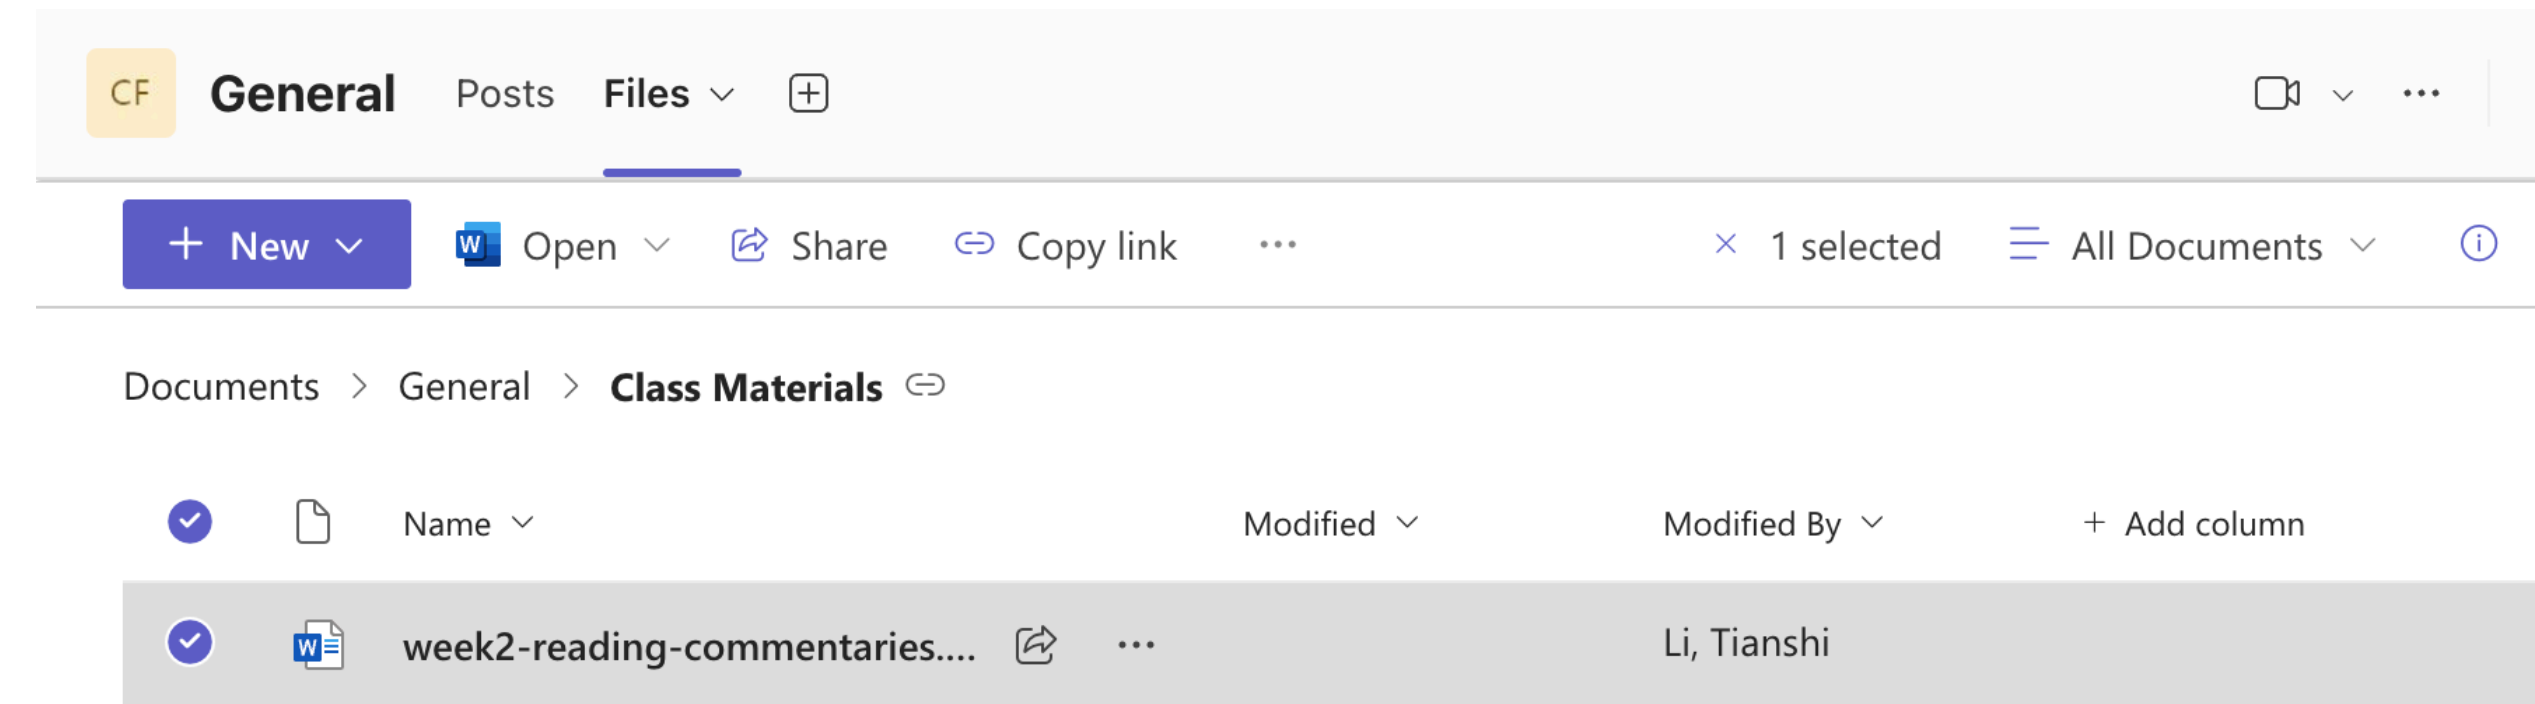 CF General Posts Files
+ New W Open Share Copy link ... × 1 selected All Documents
Documents > General > Class Materials
Name Modified Modified By + Add column
W week2-reading-commentaries.... ... Li, Tianshi